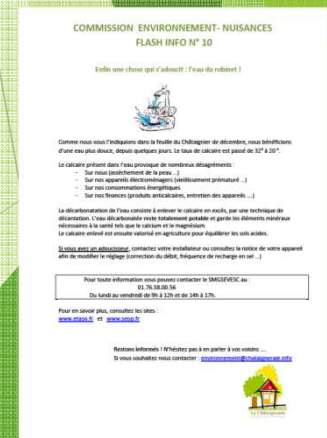 COMMISSION ENVIRONNEMENT- NUISANCES
FLASH INFO N° 10
Enfin une chose qui s'adoucit : l'eau du robinet !
Comme nous vous l'indiquions dans la feuille du Châtaignier de décembre, nous bénéficions
d'une eau plus douce, depuis quelques jours. Le taux de calcaire est passé de 32° à 20°.
Le calcaire présent dans l'eau provoque de nombreux désagréments :
- Sur nous (assèchement de la peau ...)
- Sur nos appareils électroménagers (vieillissement prématuré ...)
- Sur nos consommations énergétiques
- Sur nos finances (produits anticalcaires, entretien des appareils ....)
La décarbonatation de l'eau consiste à enlever le calcaire en excès, par une technique de
décantation. L'eau décarbonatée reste totalement potable et garde les éléments minéraux
nécessaires à la santé tels que le calcium et le magnésium.
Le calcaire enlevé est ensuite valorisé en agriculture pour équilibrer les sols acides.
Si vous avez un adoucisseur, contactez votre installateur ou consultez la notice de votre appareil
afin de modifier le réglage (correction du débit, fréquence de recharge en sel ...)
Pour toute information vous pouvez contacter le SMGSEVESC au :
01.76.38.00.56
Du lundi au vendredi de 9h à 12h et de 14h à 17h.
Pour en savoir plus, consultez les sites :
www.etaso.fr et www.seop.fr
Restons informés ! N'hésitez pas à en parler à vos voisins ....
Si vous souhaitez nous contacter : environnement@chataigneraie.info
La Châtaigneraie